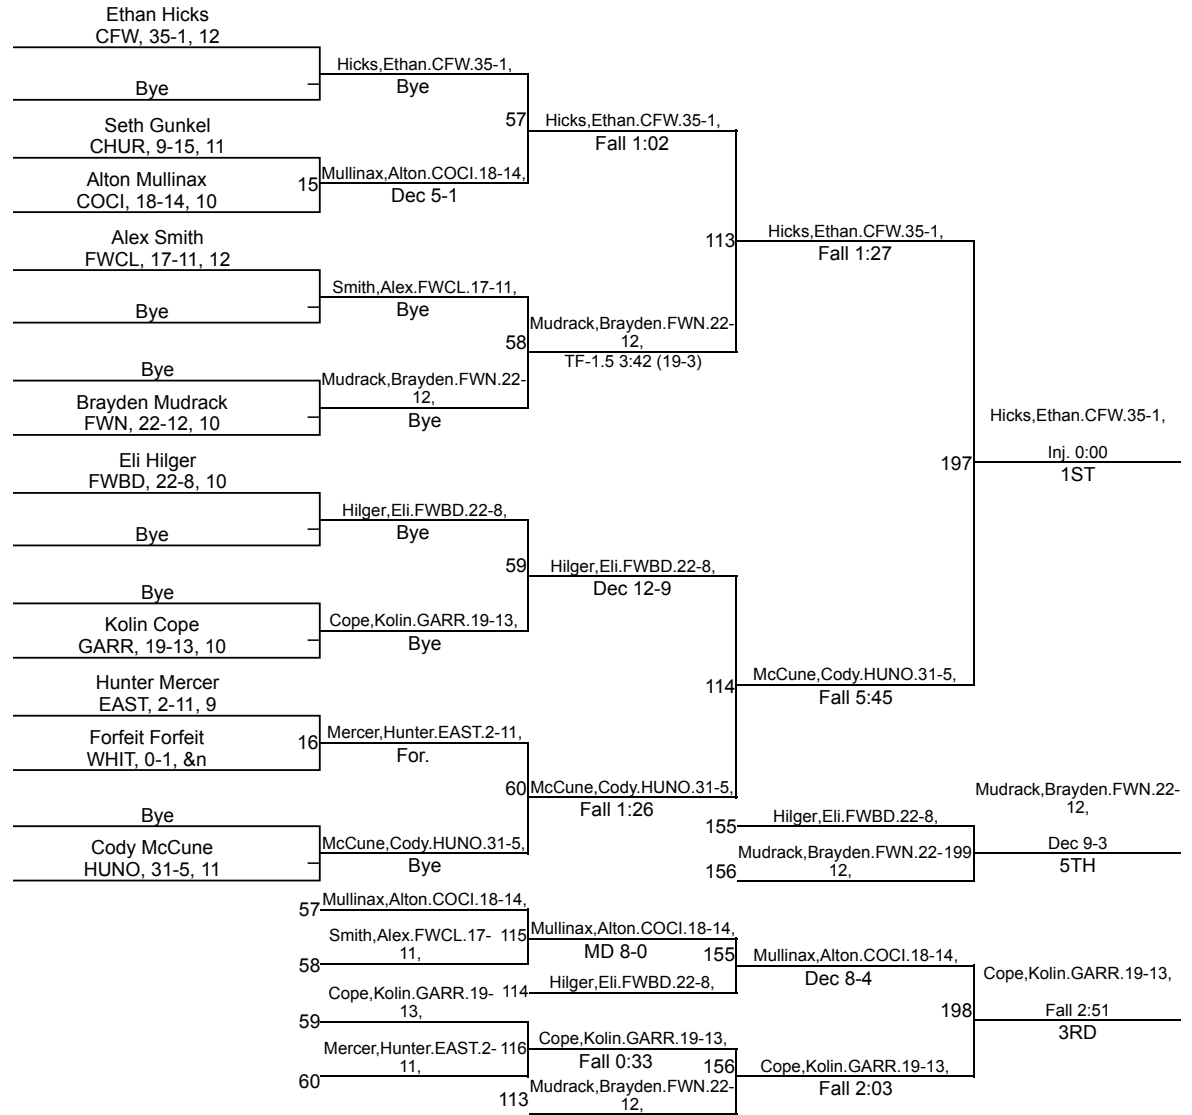 Ethan Hicks
CFW, 35-1, 12
Bye
Seth Gunkel
CHUR, 9-15, 11
Alton Mullinax
COCI, 18-14, 10
Alex Smith
FWCL, 17-11, 12
Bye
Bye
Brayden Mudrack
FWN, 22-12, 10
Eli Hilger
FWBD, 22-8, 10
Bye
Bye
Kolin Cope
GARR, 19-13, 10
Hunter Mercer
EAST, 2-11, 9
Forfeit Forfeit
WHIT, 0-1, &n
Bye
Cody McCune
HUNO, 31-5, 11
Hicks,Ethan.CFW.35-1,
Bye
15
Mullinax,Alton.COCI.18-14,
Dec 5-1
Smith,Alex.FWCL.17-11,
Bye
Mudrack,Brayden.FWN.22-
12,
Bye
Hilger,Eli.FWBD.22-8,
Bye
Cope,Kolin.GARR.19-13,
Bye
16
Mercer,Hunter.EAST.2-11,
For.
McCune,Cody.HUNO.31-5,
Bye
57
Hicks,Ethan.CFW.35-1,
Fall 1:02
58
Mudrack,Brayden.FWN.22-
12,
TF-1.5 3:42 (19-3)
59
Hilger,Eli.FWBD.22-8,
Dec 12-9
60
McCune,Cody.HUNO.31-5,
Fall 1:26
113
Hicks,Ethan.CFW.35-1,
Fall 1:27
114
McCune,Cody.HUNO.31-5,
Fall 5:45
197
Hicks,Ethan.CFW.35-1,
Inj. 0:00
1ST
155
Hilger,Eli.FWBD.22-8,
156
Mudrack,Brayden.FWN.22-
12,
199
Mudrack,Brayden.FWN.22-
12,
Dec 9-3
5TH
57
Mullinax,Alton.COCI.18-14,
58
Smith,Alex.FWCL.17-
11,
59
Cope,Kolin.GARR.19-
13,
60
Mercer,Hunter.EAST.2-
11,
115
Mullinax,Alton.COCI.18-14,
MD 8-0
114
Hilger,Eli.FWBD.22-8,
116
Cope,Kolin.GARR.19-13,
Fall 0:33
113
Mudrack,Brayden.FWN.22-
12,
155
Mullinax,Alton.COCI.18-14,
Dec 8-4
156
Cope,Kolin.GARR.19-13,
Fall 2:03
198
Cope,Kolin.GARR.19-13,
Fall 2:51
3RD